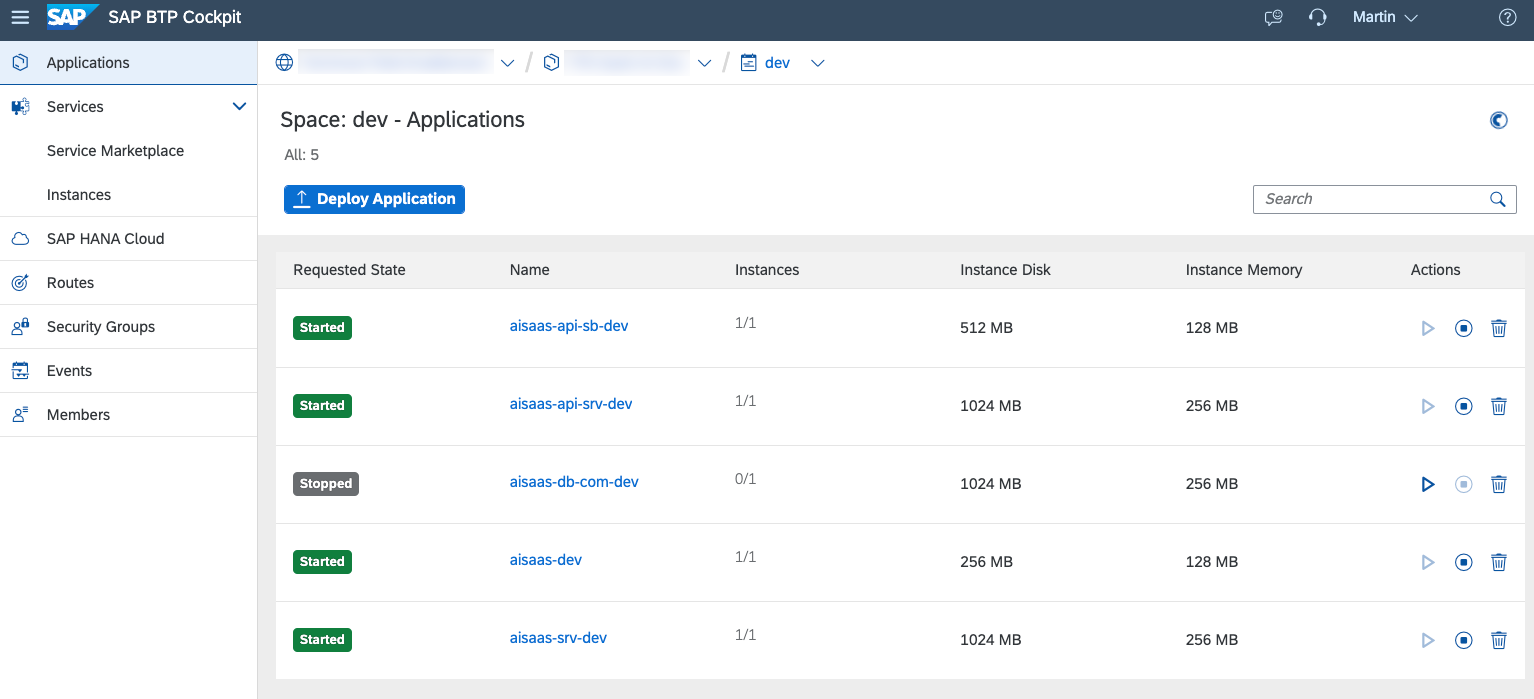 SAP SAP BTP Cockpit Martin
Applications
Services
Service Marketplace
Instances
SAP HANA Cloud
Routes
Security Groups
Events
Members
/ / dev
Space: dev - Applications
All: 5
Deploy Application Search
Requested State Name Instances Instance Disk Instance Memory Actions
Started aisaas-api-sb-dev 1/1 512 MB 128 MB
Started aisaas-api-srv-dev 1/1 1024 MB 256 MB
Stopped aisaas-db-com-dev 0/1 1024 MB 256 MB
Started aisaas-dev 1/1 256 MB 128 MB
Started aisaas-srv-dev 1/1 1024 MB 256 MB